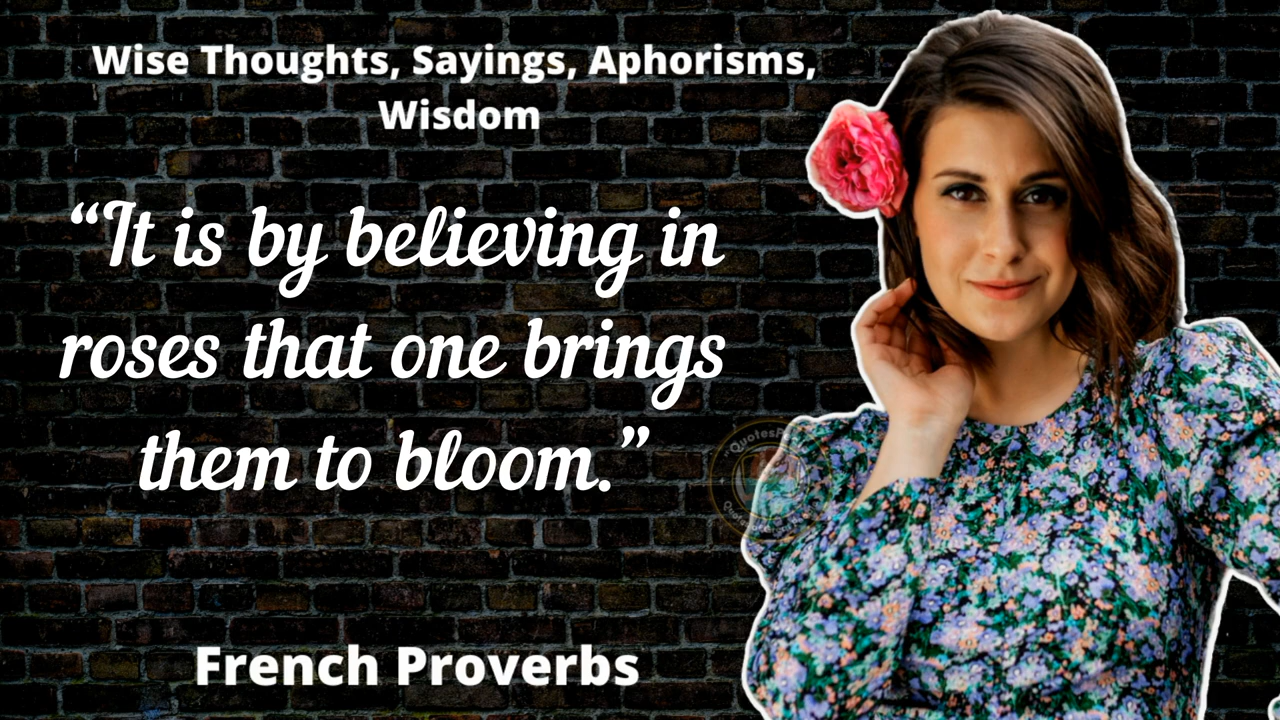 Wise Thoughts, Sayings, Aphorisms,
Wisdom
“It is by believing in
roses that one brings
them to bloom.”
French Proverbs